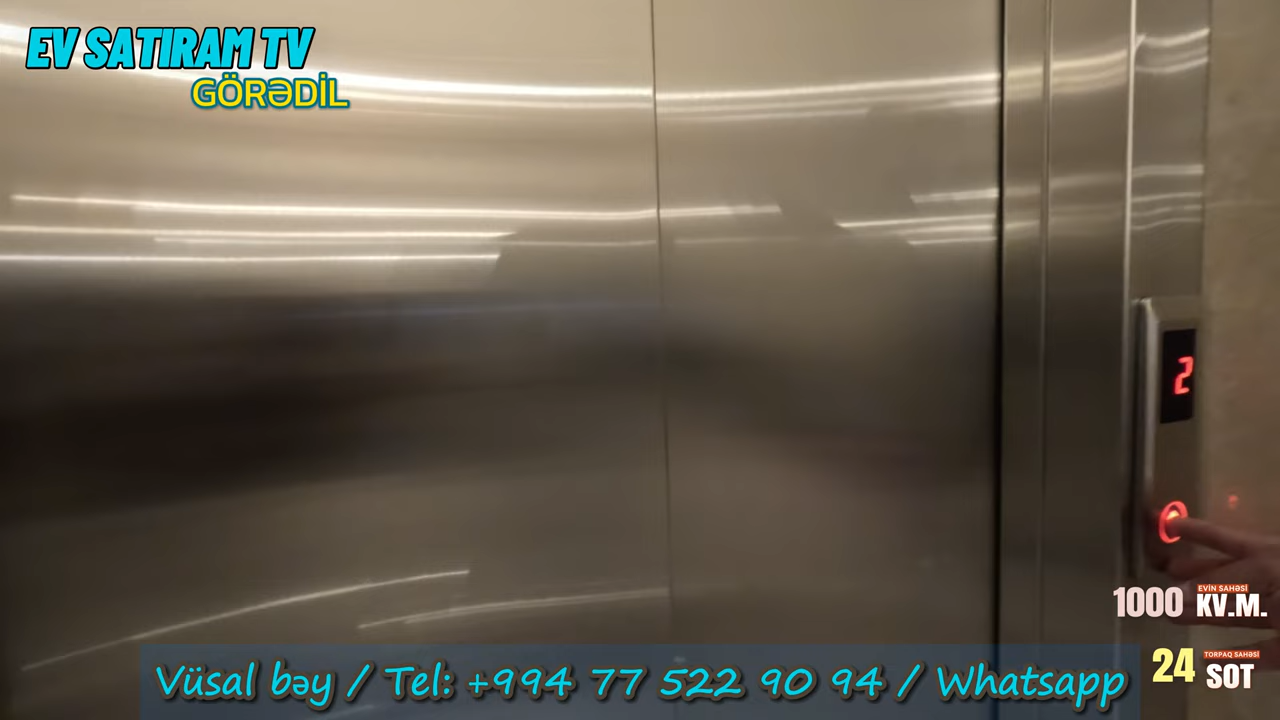 EV SATIRAM TV
GÖRƏDİL
2
1000 EVİN SAHƏSİ KV.M.
24 TORPAQ SAHƏSİ SOT
Vüsal bəy / Tel: +994 77 522 90 94 / Whatsapp